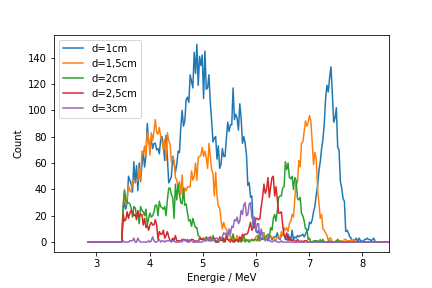 d=1cm
d=1,5cm
d=2cm
d=2,5cm
d=3cm
140
120
100
80
60
40
20
0
Count
3 4 5 6 7 8
Energie / MeV